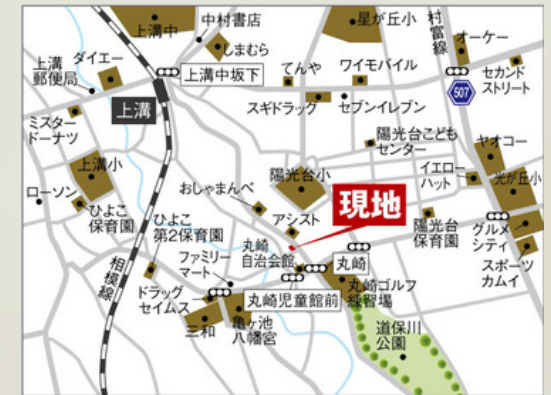 上溝中
中村書店
しまむら
星が丘小
村富線
オーケー
ダイエー
上溝
郵便局
上溝中坂下
てんや
ワイモバイル
セカンド
ストリート
スギドラッグ
セブンイレブン
507
上溝
ミスター
ドーナツ
陽光台こども
センター
ヤオコー
上溝小
陽光台小
イエロー
ハット
光が丘小
ローソン
おしゃまんべ
現地
ひよこ
保育園
ひよこ
第2保育園
アシスト
陽光台
保育園
グルメ
シティ
丸崎
自治会館
丸崎
スポーツ
カムイ
相模線
ファミリー
マート
丸崎児童館前
丸崎ゴルフ
練習場
ドラッグ
セイムス
三和
亀ヶ池
八幡宮
道保川
公園